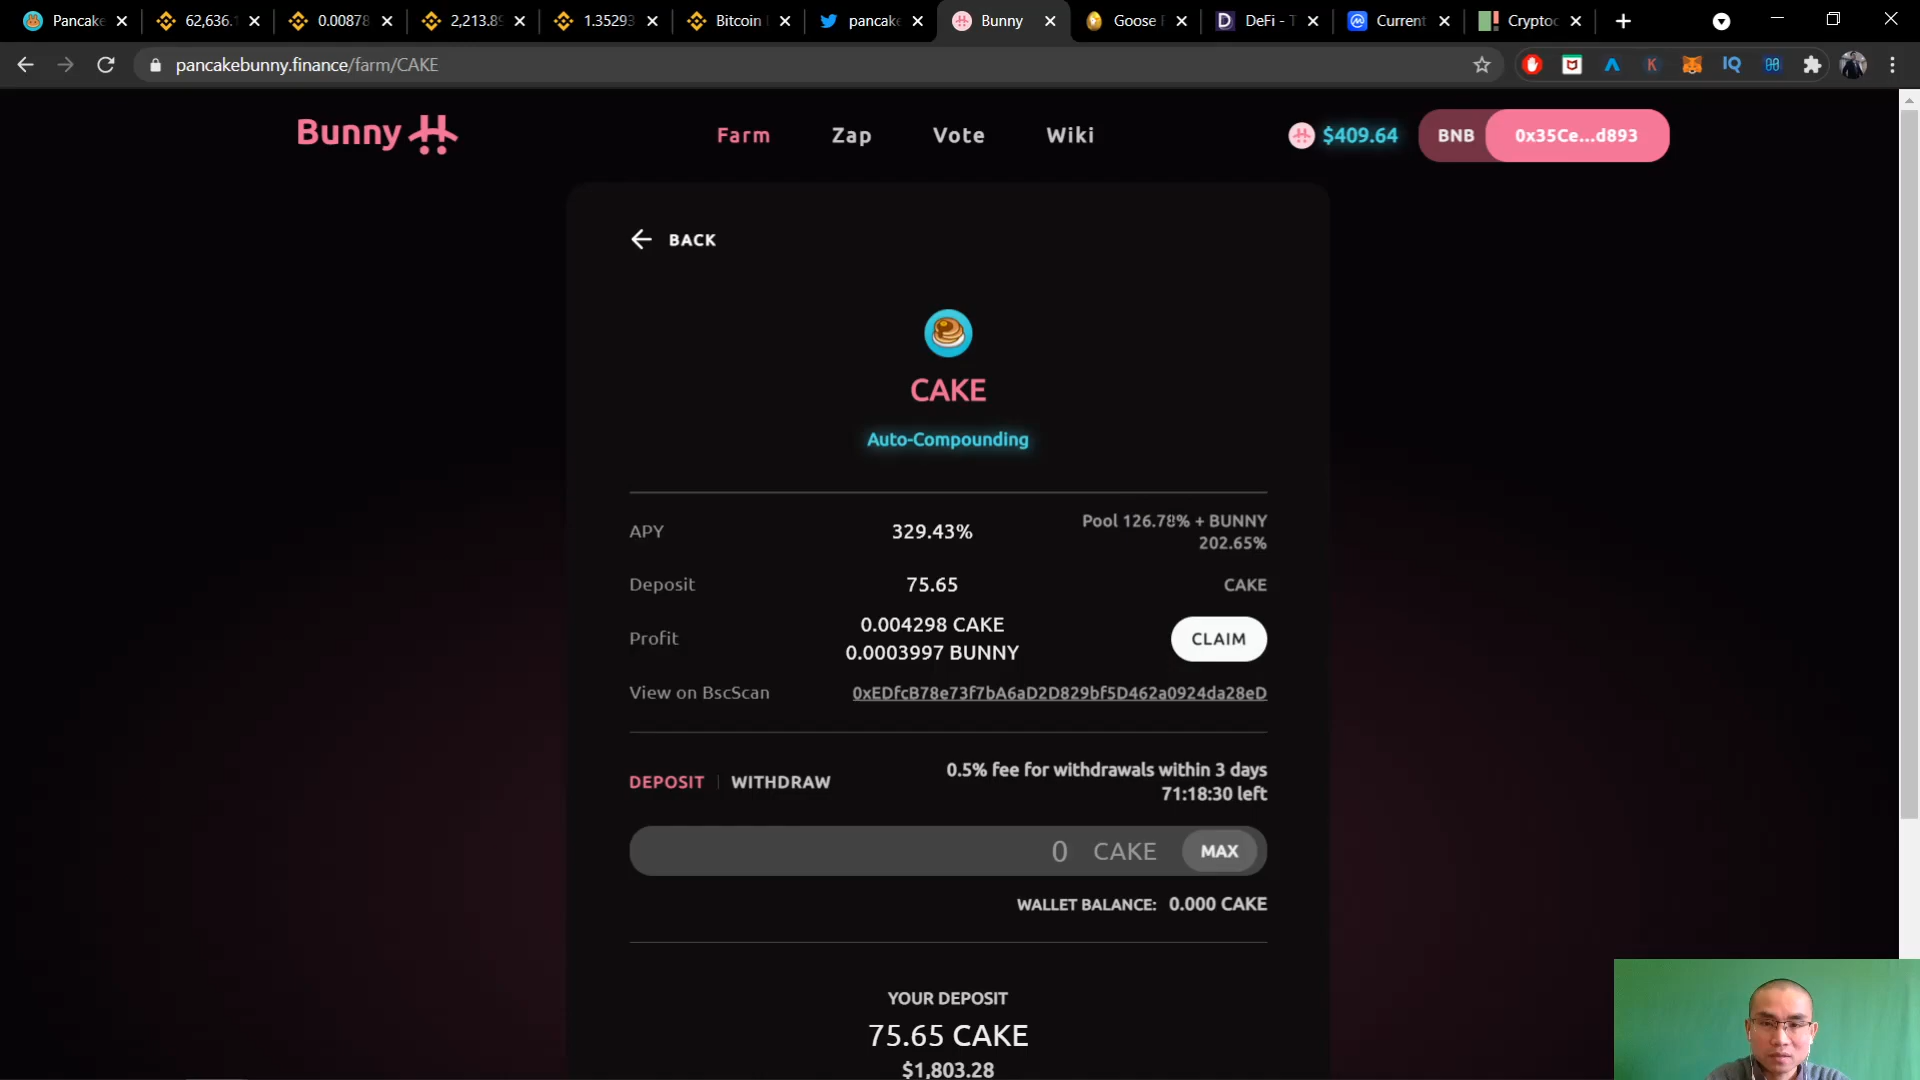 Pancake
62,636.
0.00878
2,213.89
1.35293
Bitcoin
pancake
Bunny
Goose F
DeFi - T
Current
Cryptoc
pancakebunny.finance/farm/CAKE
Bunny
Farm
Zap
Vote
Wiki
$409.64
BNB
0x35Ce...d893
BACK
CAKE
Auto-Compounding
APY
329.43%
Pool 126.78% + BUNNY
202.65%
Deposit
75.65
CAKE
Profit
0.004298 CAKE
0.0003997 BUNNY
CLAIM
View on BscScan
0xEDfcB78e73f7bA6aD2D829bf5D462a0924da28eD
DEPOSIT | WITHDRAW
0.5% fee for withdrawals within 3 days
71:18:30 left
0 CAKE
MAX
WALLET BALANCE: 0.000 CAKE
YOUR DEPOSIT
75.65 CAKE
$1,803.28